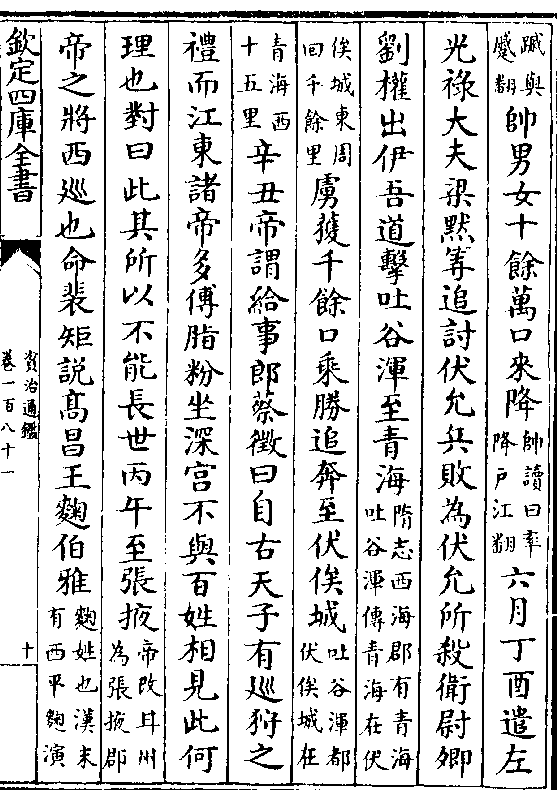 蹙與
蹙翻帥男女十餘萬口來降帥讀曰率
降戸江翻六月丁酉遣左
光禄大夫梁黙等追討伏允兵敗為伏允所殺衛尉卿
劉權出伊吾道擊吐谷渾至青海隋志西海郡有青海
吐谷渾傳青海在伏
俟城東周
回千餘里虜獲千餘口乘勝追奔至伏俟城吐谷渾都
伏俟城在
青海西
十五里辛丑帝謂給事郎蔡徵曰自古天子有廵狩之
禮而江東諸帝多傅脂粉坐深宫不與百姓相見此何
理也對曰此其所以不能長世丙午至張掖帝改甘州
為張掖郡
帝之將西廵也命裴矩説髙昌王麴伯雅麴姓也漢末
有西平麴演
欽定四庫全書
資治通鑑
卷一百八十一
十